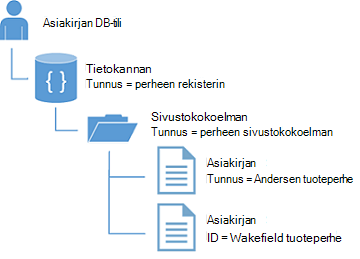 Asiakirjan DB-tili
{ }
Tietokannan
Tunnus = perheen rekisterin
Sivustokokoelman
Tunnus = perheen sivustokokoelman
Asiakirjan
Tunnus = Andersen tuoteperhe
Asiakirjan
ID = Wakefield tuoteperhe